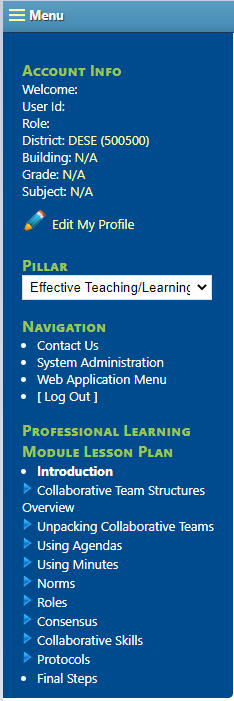 Menu
Account Info
Welcome:
User Id:
Role:
District: DESE (500500)
Building: N/A
Grade: N/A
Subject: N/A
Edit My Profile
Pillar
Effective Teaching/Learning
Navigation
Contact Us
System Administration
Web Application Menu
[ Log Out ]
Professional Learning
Module Lesson Plan
Introduction
Collaborative Team Structures
Overview
Unpacking Collaborative Teams
Using Agendas
Using Minutes
Norms
Roles
Consensus
Collaborative Skills
Protocols
Final Steps